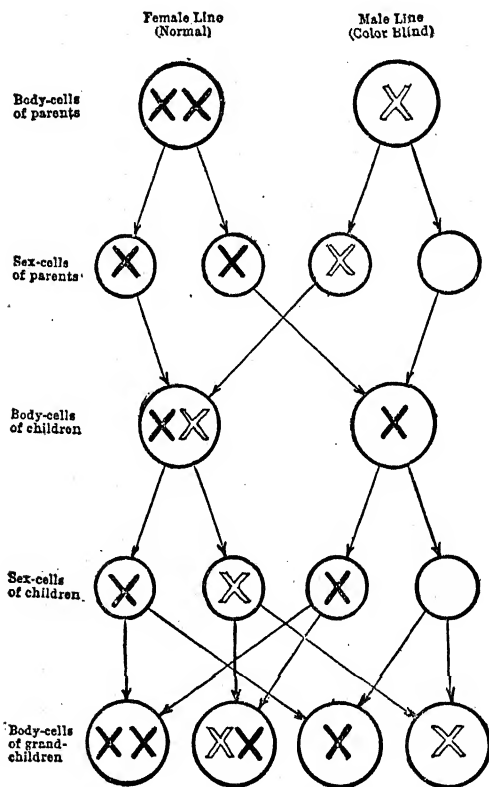 Female Line
(Normal)
Male Line
(Color Blind)
Body-cells
of parents
Sex-cells
of parents
Body-cells
of children
Sex-cells
of children
Body-cells
of grand-
children